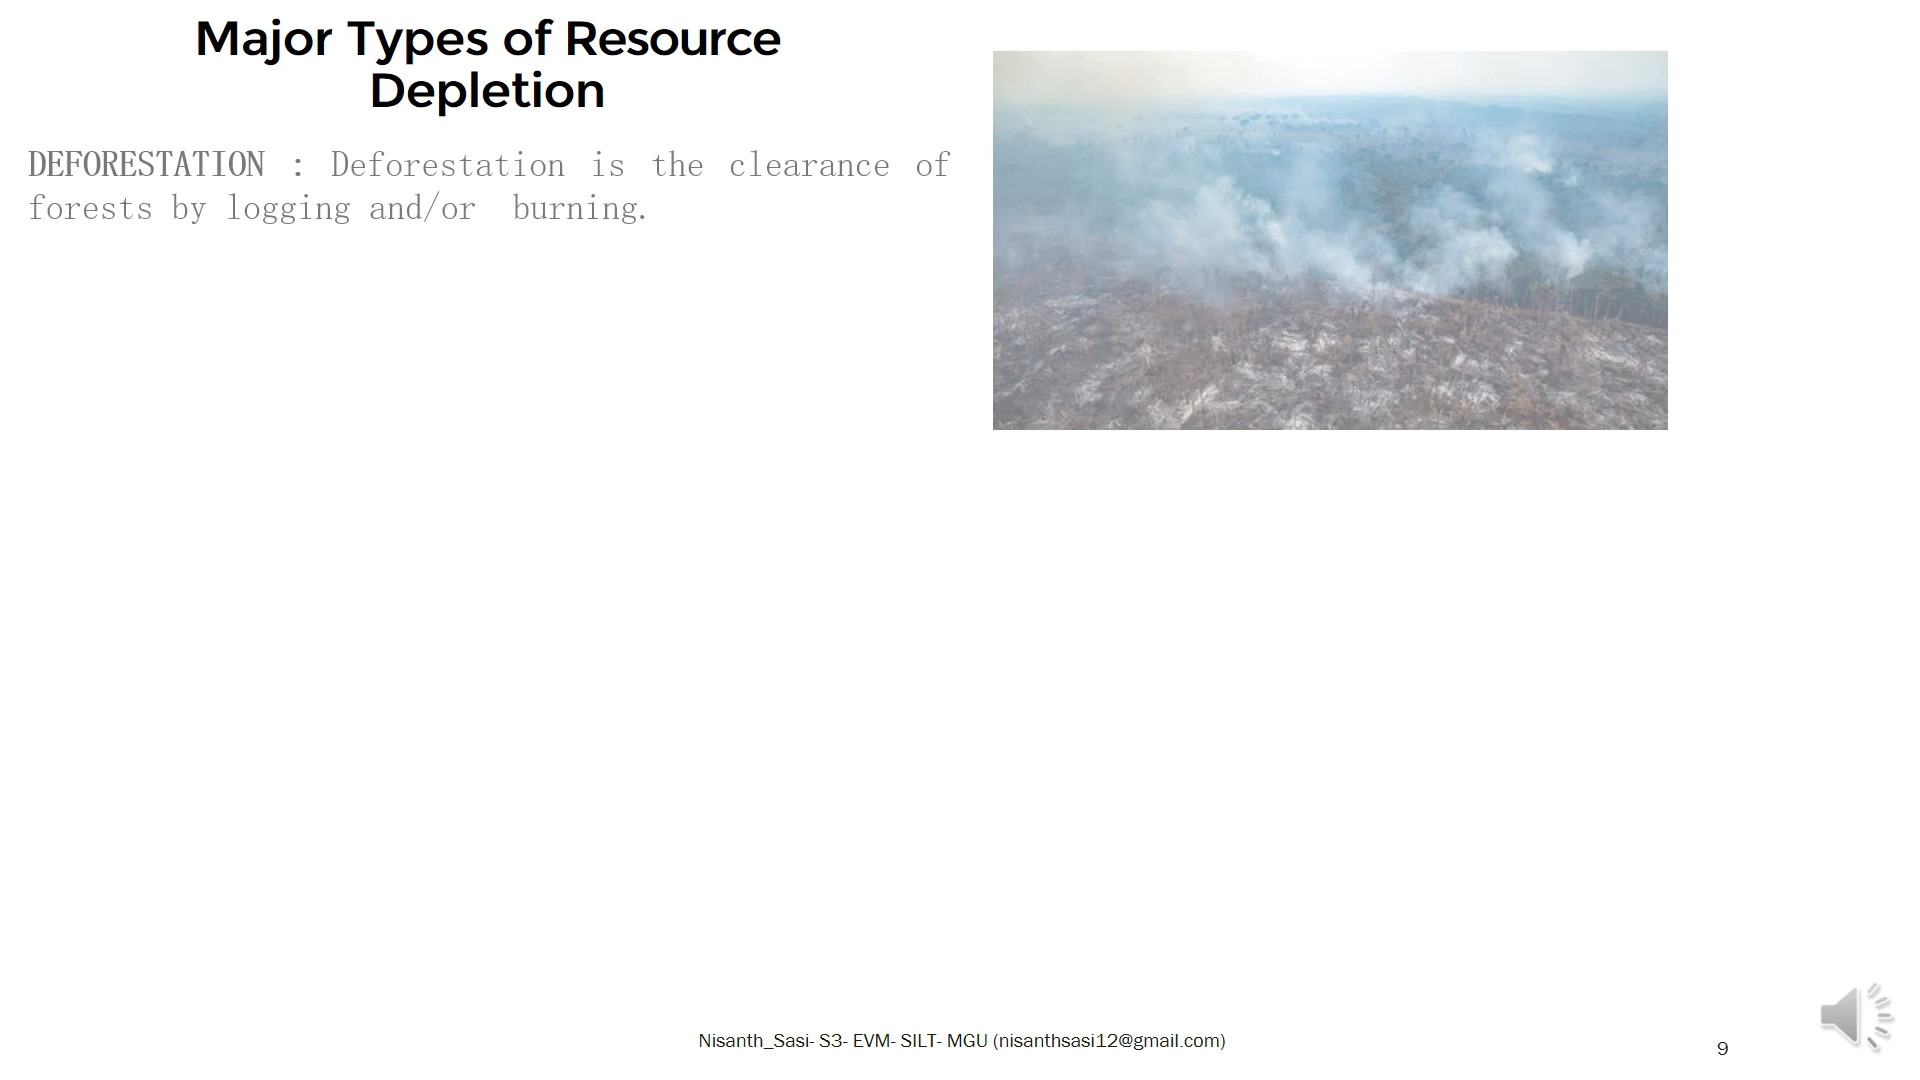 Major Types of Resource
Depletion
DEFORESTATION : Deforestation is the clearance of
forests by logging and/or  burning.
Nisanth_Sasi- S3- EVM- SILT- MGU (nisanthsasi12@gmail.com)
9